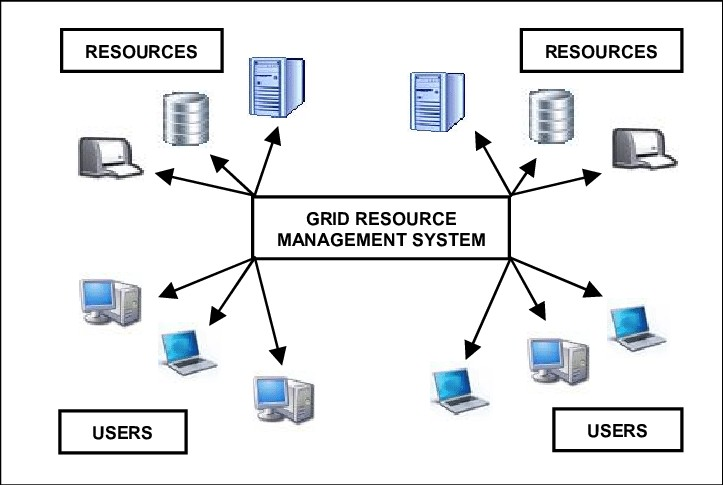 RESOURCES
RESOURCES
GRID RESOURCE
MANAGEMENT SYSTEM
USERS
USERS